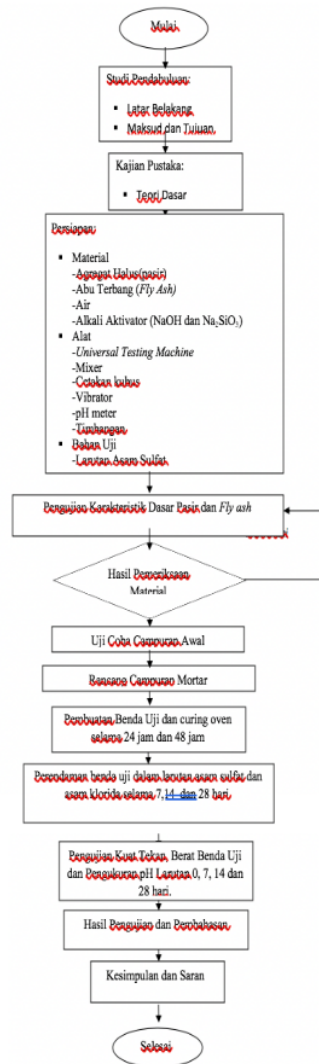 Mulai
Studi Pendahuluan:
▪ Latar Belakang
▪ Maksud dan Tujuan
Kajian Pustaka:
▪ Teori Dasar
Persiapan:
▪ Material
-Agregat Halus(pasir)
-Abu Terbang (Fly Ash)
-Air
-Alkali Aktivator (NaOH dan Na₂SiO₃)
▪ Alat
-Universal Testing Machine
-Mixer
-Cetakan kubus
-Vibrator
-pH meter
-Timbangan
▪ Bahan Uji
-Larutan Asam Sulfat
Pengujian Karakteristik Dasar Pasir dan Fly ash
Hasil Pemeriksaan
Material
Uji Coba Campuran Awal
Rencana Campuran Mortar
Pembuatan Benda Uji dan curing oven
selama 24 jam dan 48 jam
Perendaman benda uji dalam larutan asam sulfat dan
asam klorida selama 7,14 dan 28 hari
Pengujian Kuat Tekan, Berat Benda Uji
dan Pengukuran pH Larutan 0, 7, 14 dan
28 hari.
Hasil Pengujian dan Pembahasan
Kesimpulan dan Saran
Selesai